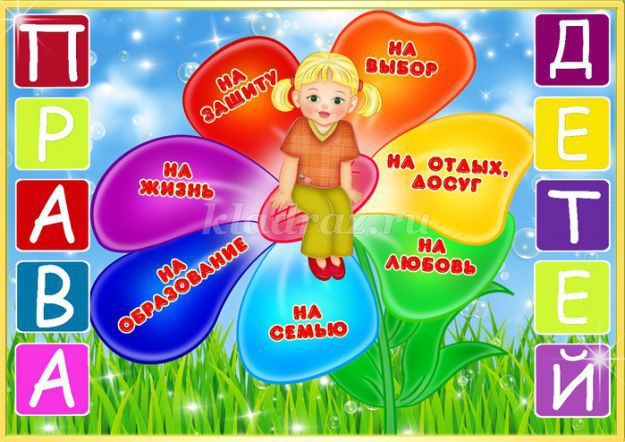 ПРАВА
ДЕТЕЙ
НА
ЗАЩИТУ
НА
ВЫБОР
НА ОТДЫХ,
ДОСУГ
НА
ЛЮБОВЬ
НА
СЕМЬЮ
НА
ОБРАЗОВАНИЕ
НА
ЖИЗНЬ
kladraz.ru